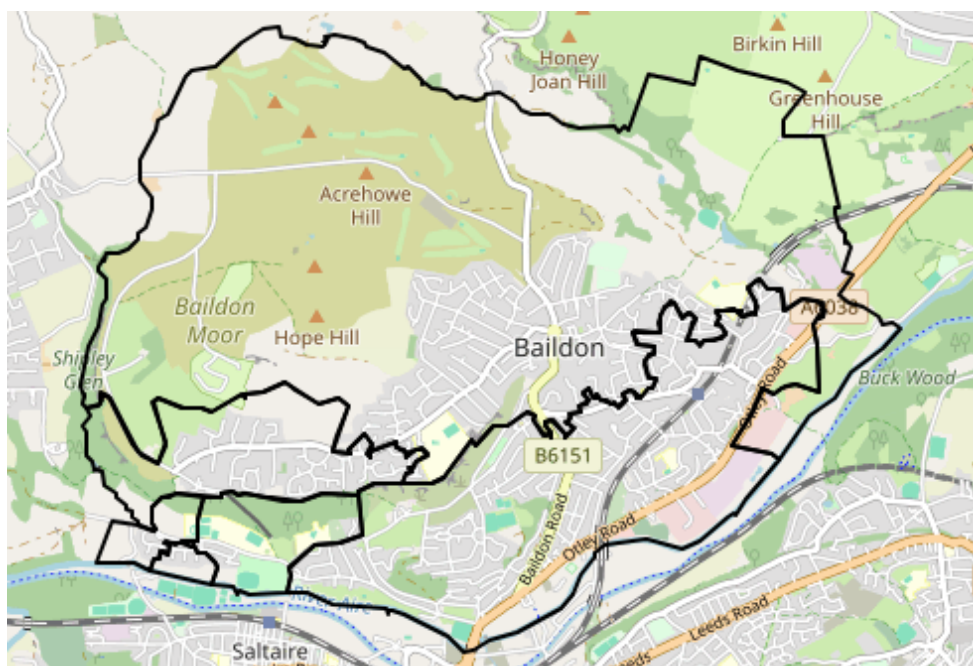 Honey
Joan Hill
Birkin Hill
Greenhouse
Hill
Acrehowe
Hill
Baildon
Moor
Hope Hill
Baildon
A6038
Shipley
Glen
Buck Wood
Otley Road
B6151
Baildon Road
Otley Road
River Aire
Leeds Road
Saltaire
Leeds